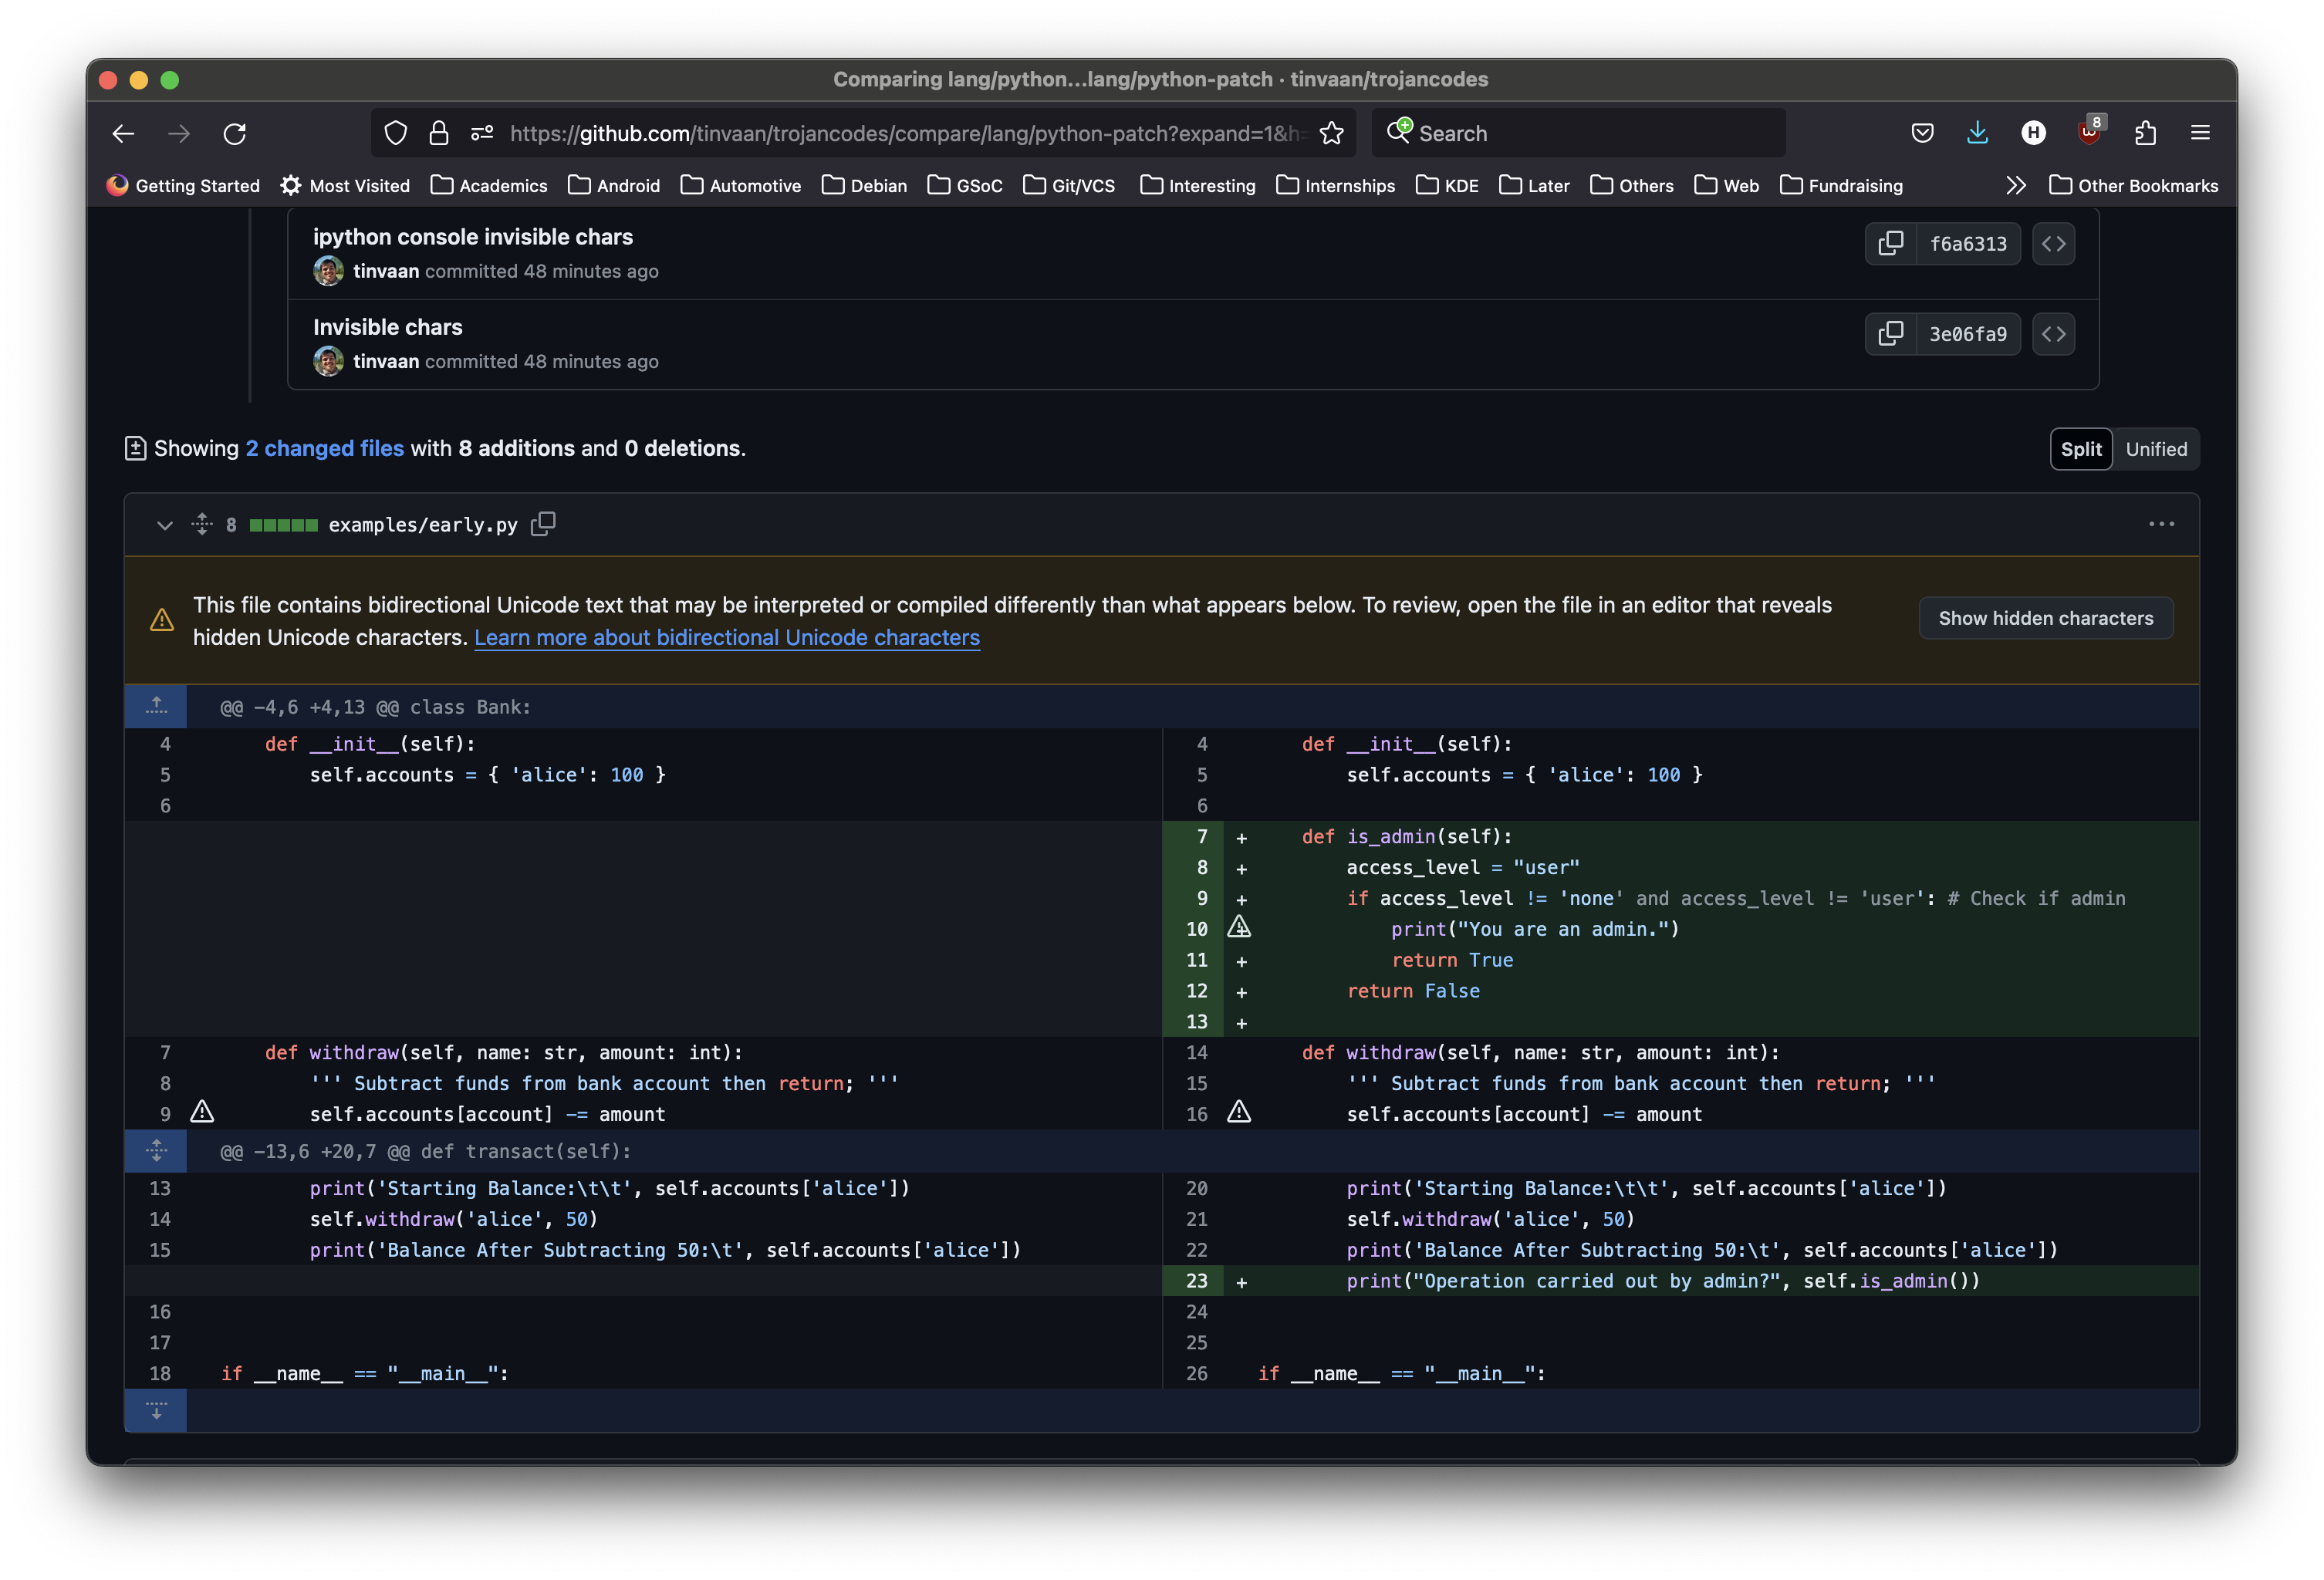 Comparing lang/python...lang/python-patch · tinvaan/trojancodes
https://github.com/tinvaan/trojancodes/compare/lang/python-patch?expand=1&h=
Search
H
8
Getting Started Most Visited Academics Android Automotive Debian GSoC Git/VCS Interesting Internships KDE Later Others Web Fundraising Other Bookmarks
ipython console invisible chars
f6a6313
tinvaan committed 48 minutes ago
Invisible chars
3e06fa9
tinvaan committed 48 minutes ago
Showing 2 changed files with 8 additions and 0 deletions.
Split Unified
8 examples/early.py
This file contains bidirectional Unicode text that may be interpreted or compiled differently than what appears below. To review, open the file in an editor that reveals
hidden Unicode characters. Learn more about bidirectional Unicode characters
Show hidden characters
@@ -4,6 +4,13 @@ class Bank:
4 def __init__(self):
5 self.accounts = { 'alice': 100 }
6
7 def withdraw(self, name: str, amount: int):
8 ''' Subtract funds from bank account then return; '''
9 self.accounts[account] -= amount
4 def __init__(self):
5 self.accounts = { 'alice': 100 }
6
7 + def is_admin(self):
8 + access_level = "user"
9 + if access_level != 'none' and access_level != 'user': # Check if admin
10 + print("You are an admin.")
11 + return True
12 + return False
13 +
14 def withdraw(self, name: str, amount: int):
15 ''' Subtract funds from bank account then return; '''
16 self.accounts[account] -= amount
@@ -13,6 +20,7 @@ def transact(self):
13 print('Starting Balance:\t\t', self.accounts['alice'])
14 self.withdraw('alice', 50)
15 print('Balance After Subtracting 50:\t', self.accounts['alice'])
16
17
18 if __name__ == "__main__":
20 print('Starting Balance:\t\t', self.accounts['alice'])
21 self.withdraw('alice', 50)
22 print('Balance After Subtracting 50:\t', self.accounts['alice'])
23 + print("Operation carried out by admin?", self.is_admin())
24
25
26 if __name__ == "__main__":